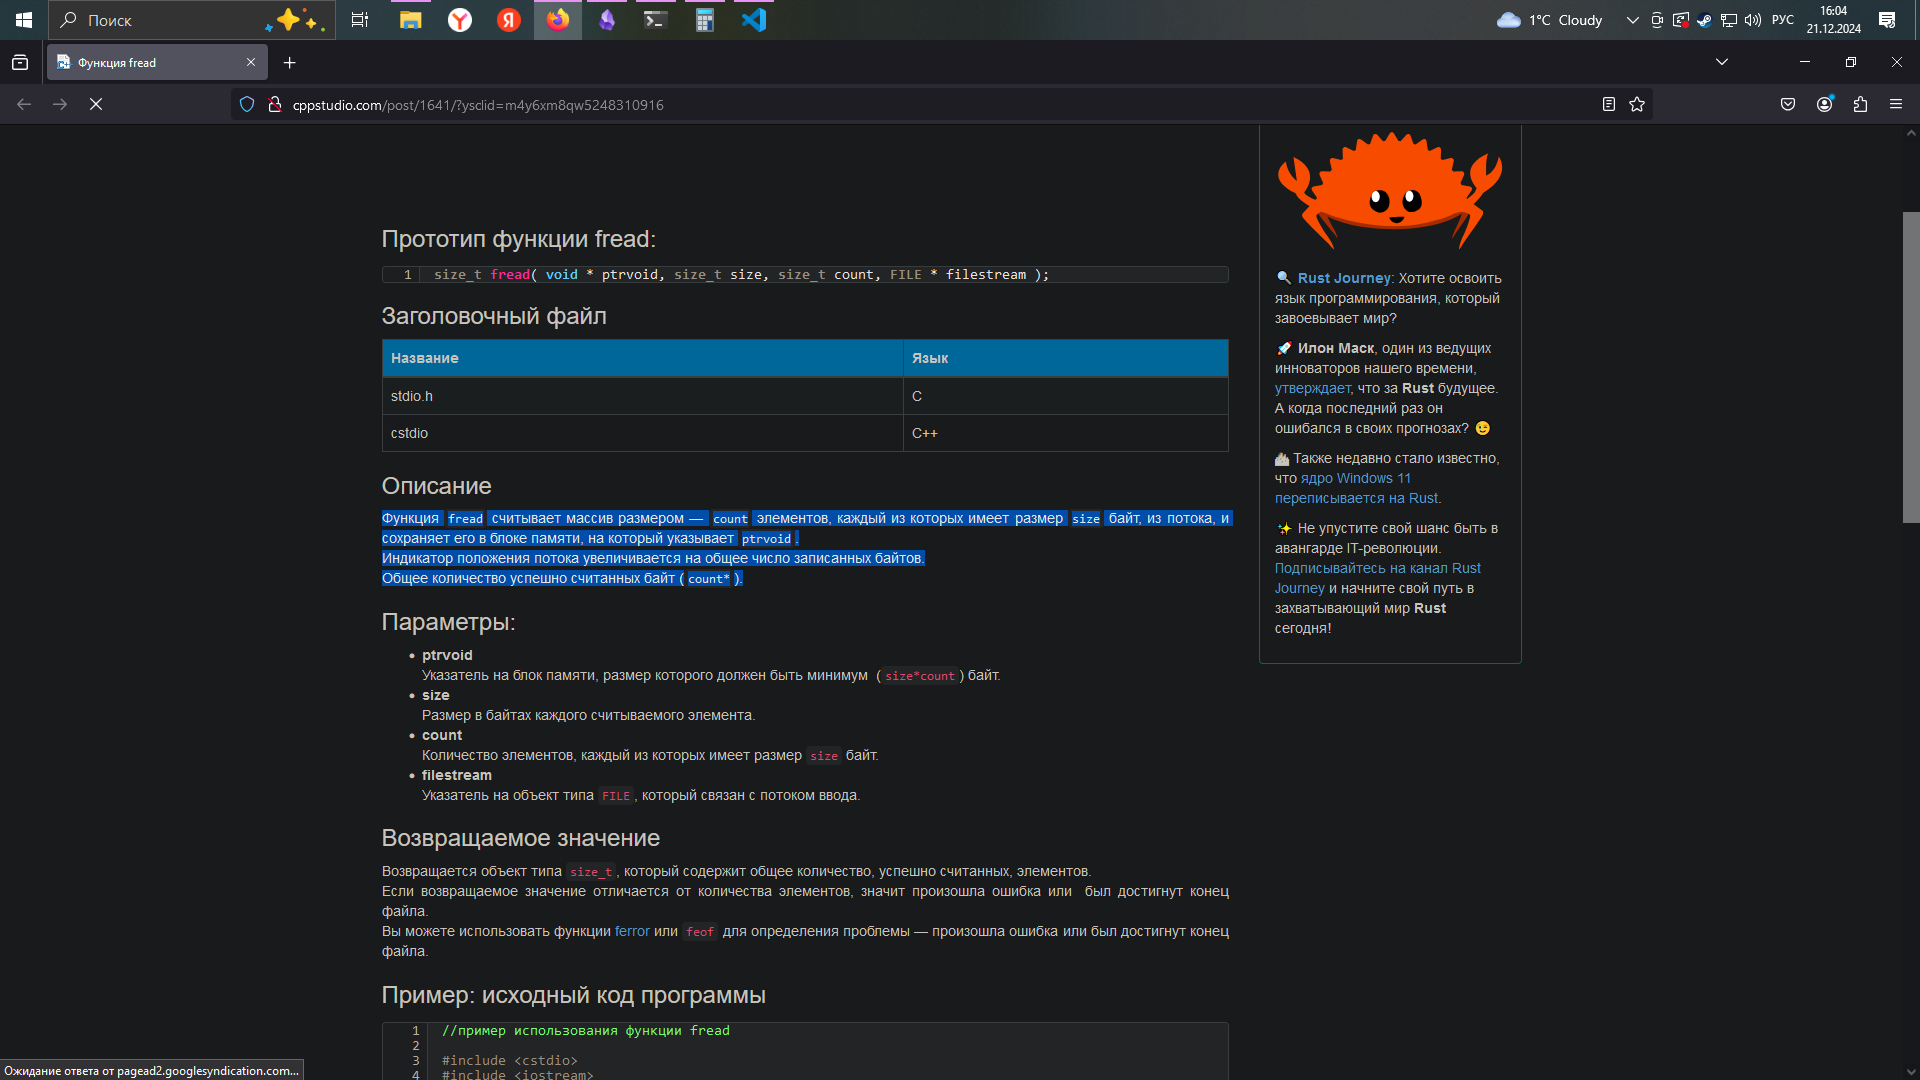 Поиск
1°C Cloudy
РУС
16:04
21.12.2024
Функция fread
cppstudio.com/post/1641/?ysclid=m4y6xm8qw5248310916
Прототип функции fread:
1 size_t fread( void * ptrvoid, size_t size, size_t count, FILE * filestream );
Заголовочный файл
Название Язык
stdio.h C
cstdio C++
Описание
Функция fread считывает массив размером — count элементов, каждый из которых имеет размер size байт, из потока, и
сохраняет его в блоке памяти, на который указывает ptrvoid .
Индикатор положения потока увеличивается на общее число записанных байтов.
Общее количество успешно считанных байт ( count* ).
Параметры:
• ptrvoid
Указатель на блок памяти, размер которого должен быть минимум ( size*count ) байт.
• size
Размер в байтах каждого считываемого элемента.
• count
Количество элементов, каждый из которых имеет размер size байт.
• filestream
Указатель на объект типа FILE , который связан с потоком ввода.
Возвращаемое значение
Возвращается объект типа size_t , который содержит общее количество, успешно считанных, элементов.
Если возвращаемое значение отличается от количества элементов, значит произошла ошибка или был достигнут конец
файла.
Вы можете использовать функции ferror или feof для определения проблемы — произошла ошибка или был достигнут конец
файла.
Пример: исходный код программы
1 //пример использования функции fread
2
3 #include <cstdio>
4 #include <iostream>
🔍 Rust Journey: Хотите освоить
язык программирования, который
завоевывает мир?
🚀 Илон Маск, один из ведущих
инноваторов нашего времени,
утверждает, что за Rust будущее.
А когда последний раз он
ошибался в своих прогнозах? 😉
Также недавно стало известно,
что ядро Windows 11
переписывается на Rust.
✨ Не упустите свой шанс быть в
авангарде IT-революции.
Подписывайтесь на канал Rust
Journey и начните свой путь в
захватывающий мир Rust
сегодня!
Ожидание ответа от pagead2.googlesyndication.com...